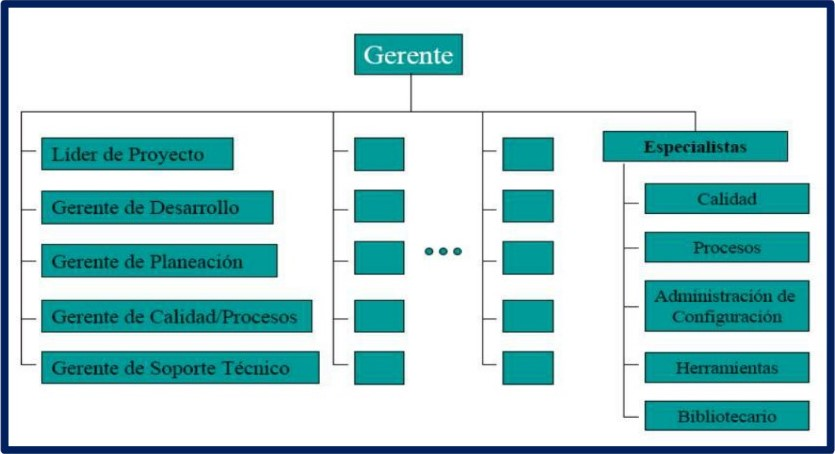 Gerente
Líder de Proyecto
Gerente de Desarrollo
Gerente de Planeación
Gerente de Calidad/Procesos
Gerente de Soporte Técnico
Especialistas
Calidad
Procesos
Administración de
Configuración
Herramientas
Bibliotecario